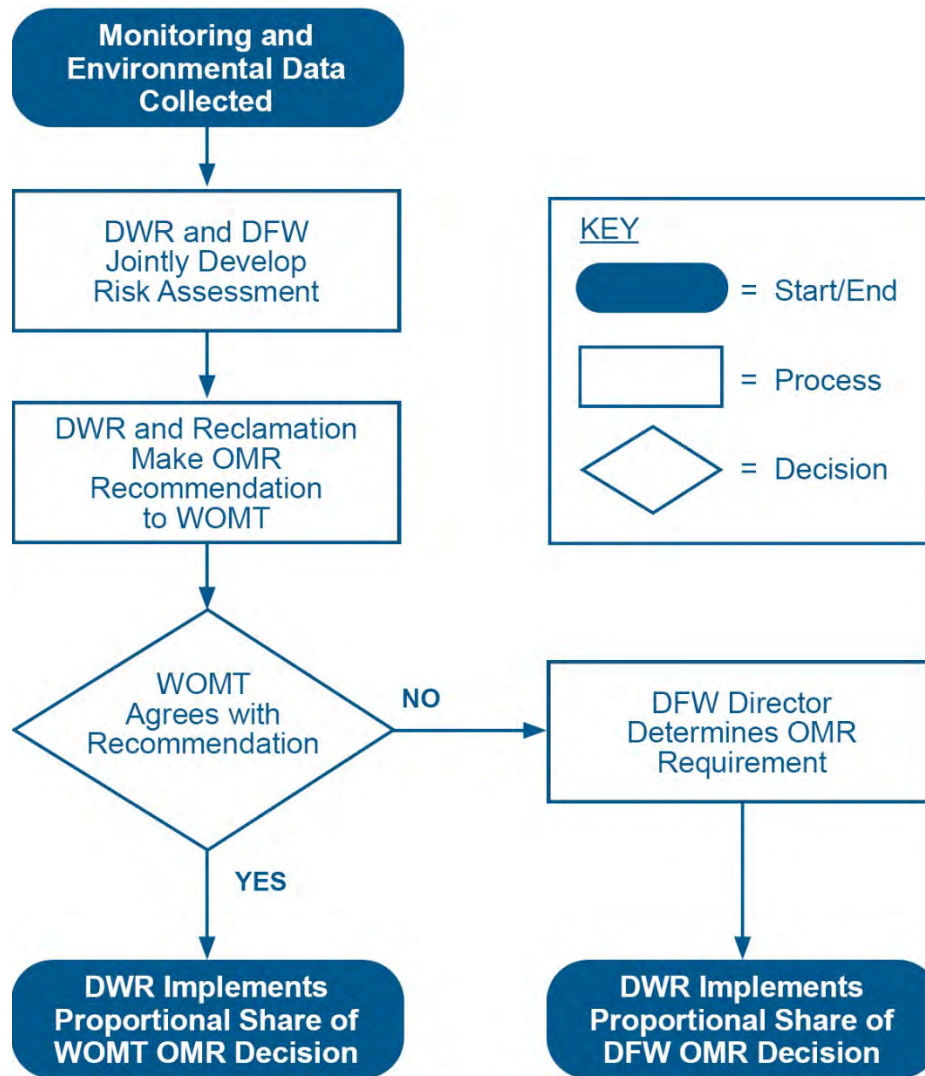 Monitoring and
Environmental Data
Collected
DWR and DFW
Jointly Develop
Risk Assessment
KEY
= Start/End
= Process
= Decision
DWR and Reclamation
Make OMR
Recommendation
to WOMT
WOMT
Agrees with
Recommendation
NO
DFW Director
Determines OMR
Requirement
YES
DWR Implements
Proportional Share of
WOMT OMR Decision
DWR Implements
Proportional Share of
DFW OMR Decision